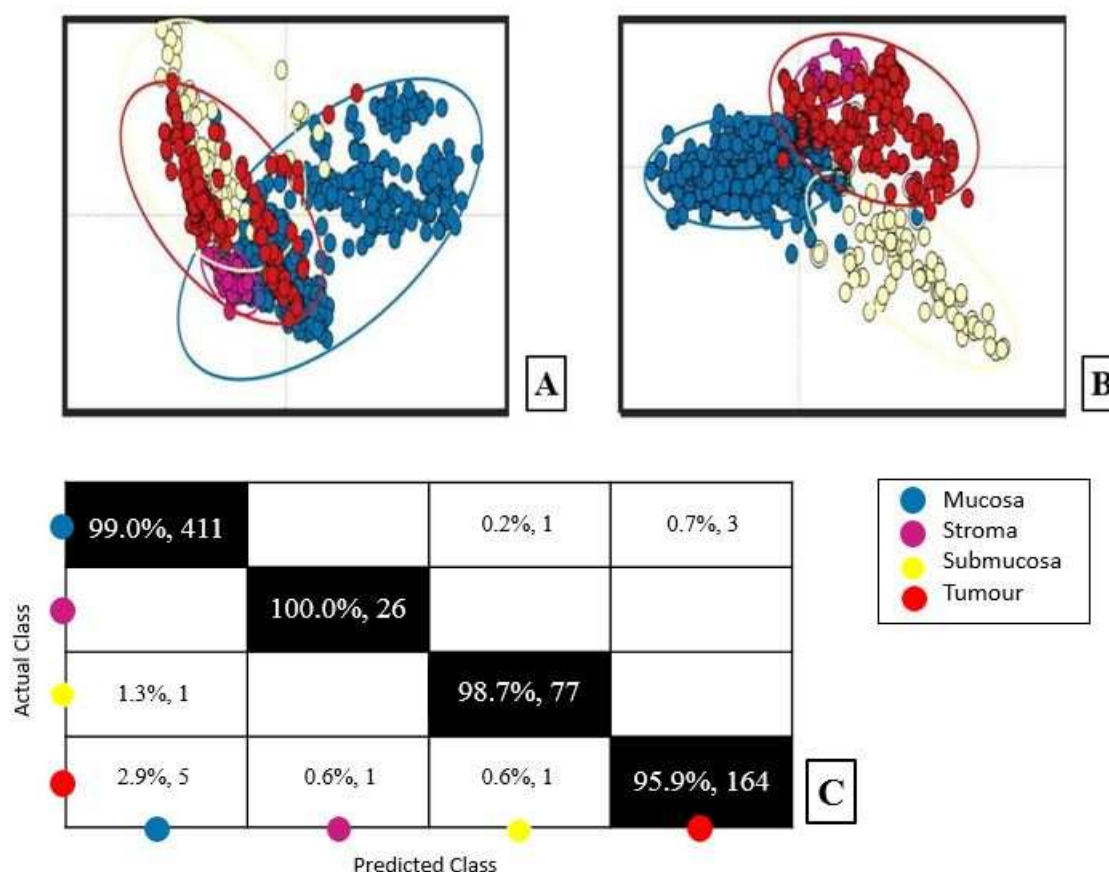 A
B
99.0%, 411
0.2%, 1
0.7%, 3
100.0%, 26
1.3%, 1
98.7%, 77
2.9%, 5
0.6%, 1
0.6%, 1
95.9%, 164
C
Actual Class
Predicted Class
Mucosa
Stroma
Submucosa
Tumour